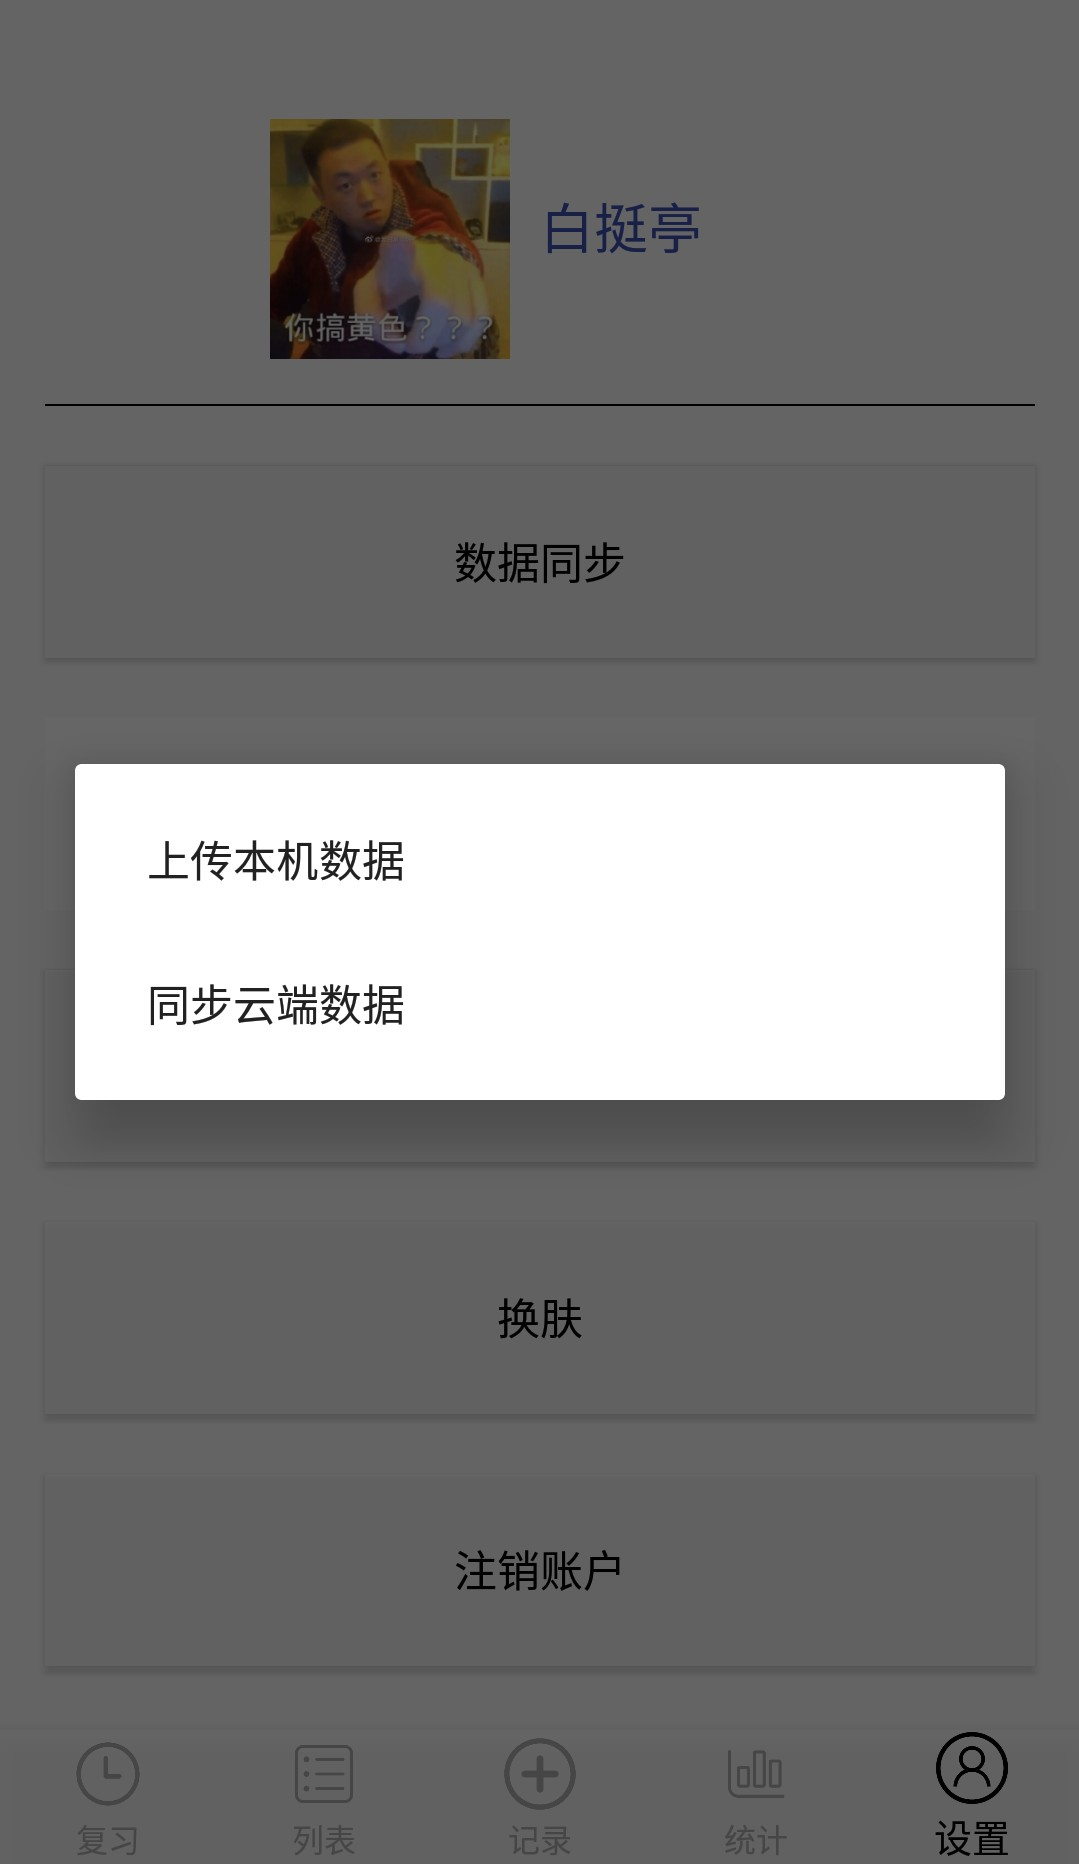 白挺亭
你搞黄色？？？
数据同步
上传本机数据
同步云端数据
换肤
注销账户
复习
列表
记录
统计
设置